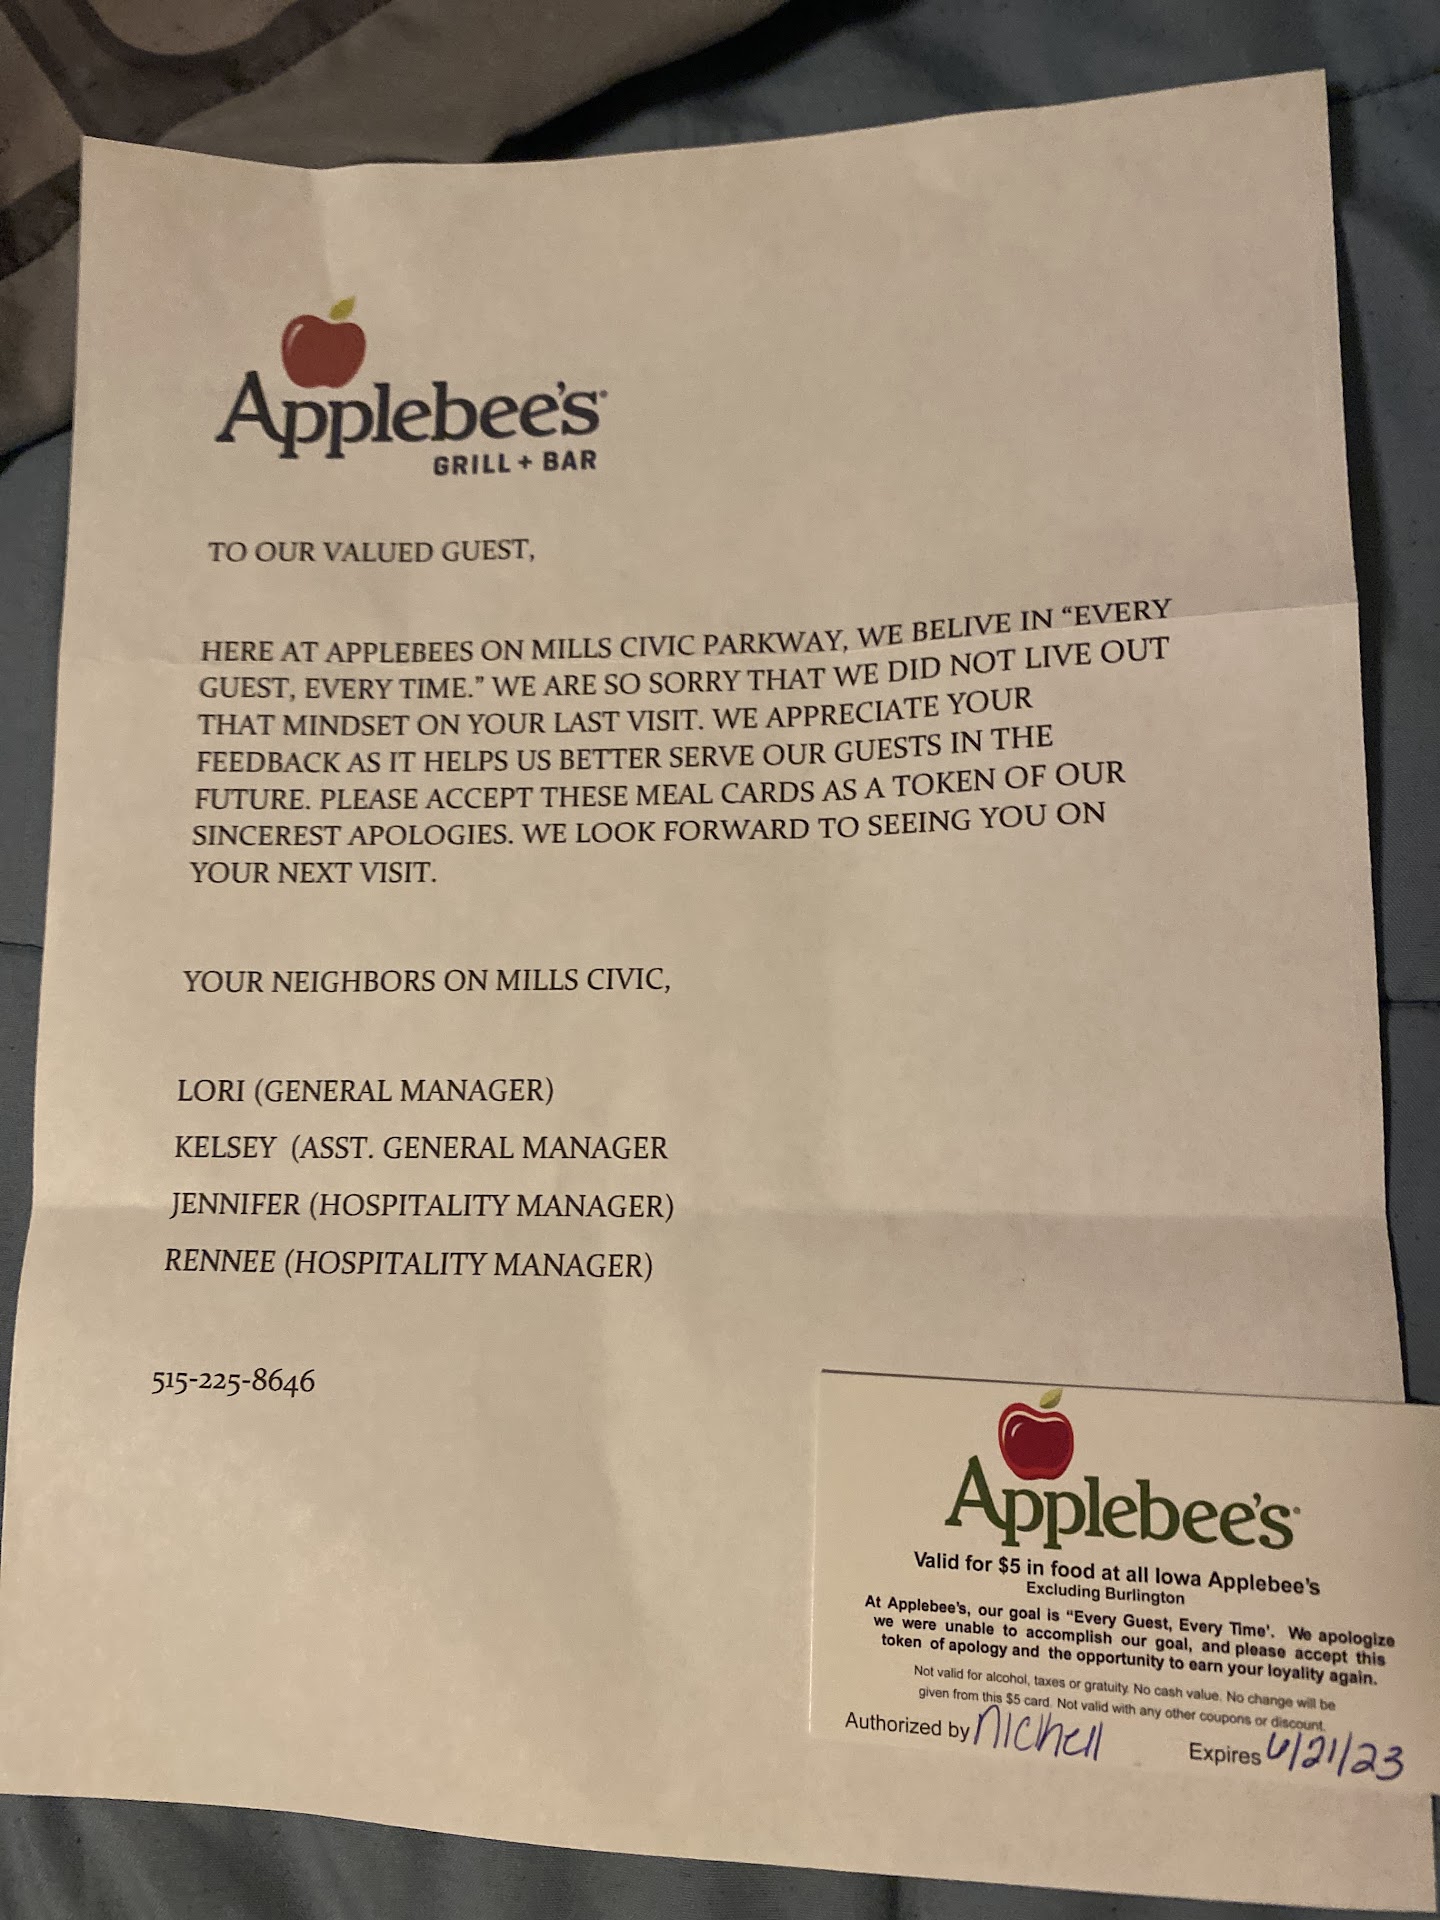 Applebee's
GRILL + BAR
TO OUR VALUED GUEST,
HERE AT APPLEBEES ON MILLS CIVIC PARKWAY, WE BELIVE IN “EVERY
GUEST, EVERY TIME.” WE ARE SO SORRY THAT WE DID NOT LIVE OUT
THAT MINDSET ON YOUR LAST VISIT. WE APPRECIATE YOUR
FEEDBACK AS IT HELPS US BETTER SERVE OUR GUESTS IN THE
FUTURE. PLEASE ACCEPT THESE MEAL CARDS AS A TOKEN OF OUR
SINCEREST APOLOGIES. WE LOOK FORWARD TO SEEING YOU ON
YOUR NEXT VISIT.
YOUR NEIGHBORS ON MILLS CIVIC,
LORI (GENERAL MANAGER)
KELSEY (ASST. GENERAL MANAGER
JENNIFER (HOSPITALITY MANAGER)
RENNEE (HOSPITALITY MANAGER)
515-225-8646
Applebee's
Valid for $5 in food at all Iowa Applebee's
Excluding Burlington
At Applebee's, our goal is “Every Guest, Every Time'. We apologize
we were unable to accomplish our goal, and please accept this
token of apology and the opportunity to earn your loyality again.
Not valid for alcohol, taxes or gratuity. No cash value. No change will be
given from this $5 card. Not valid with any other coupons or discount.
Authorized by Nichell Expires 6/21/23